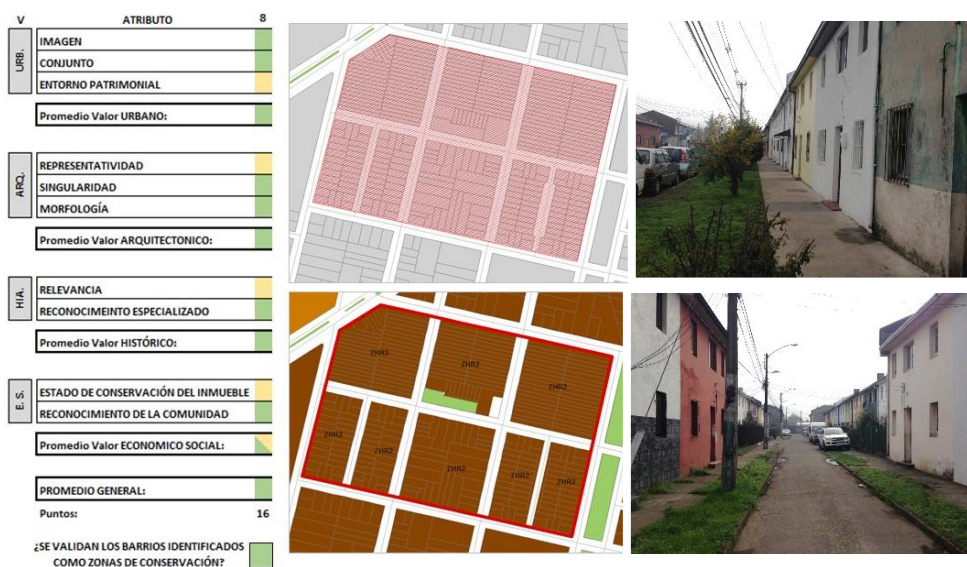 V ATRIBUTO 8
URB.
IMAGEN
CONJUNTO
ENTORNO PATRIMONIAL
Promedio Valor URBANO:
ARQ.
REPRESENTATIVIDAD
SINGULARIDAD
MORFOLOGÍA
Promedio Valor ARQUITECTONICO:
HIA.
RELEVANCIA
RECONOCIMEINTO ESPECIALIZADO
Promedio Valor HISTÓRICO:
E. S.
ESTADO DE CONSERVACIÓN DEL INMUEBLE
RECONOCIMIENTO DE LA COMUNIDAD
Promedio Valor ECONOMICO SOCIAL:
PROMEDIO GENERAL:
Puntos: 16
¿SE VALIDAN LOS BARRIOS IDENTIFICADOS
COMO ZONAS DE CONSERVACIÓN?
ZHR2
ZHR2
ZHR2
ZHR2
ZHR2
ZHR2
ZHR2